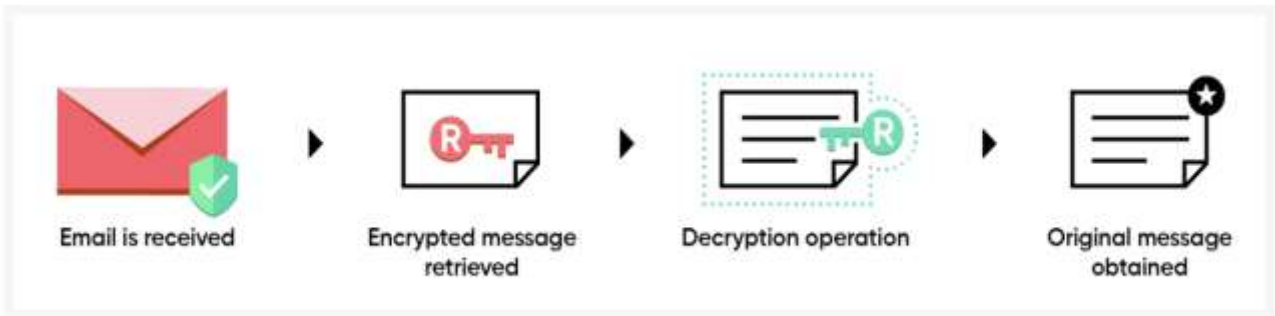 R
R
Email is received
Encrypted message
retrieved
Decryption operation
Original message
obtained